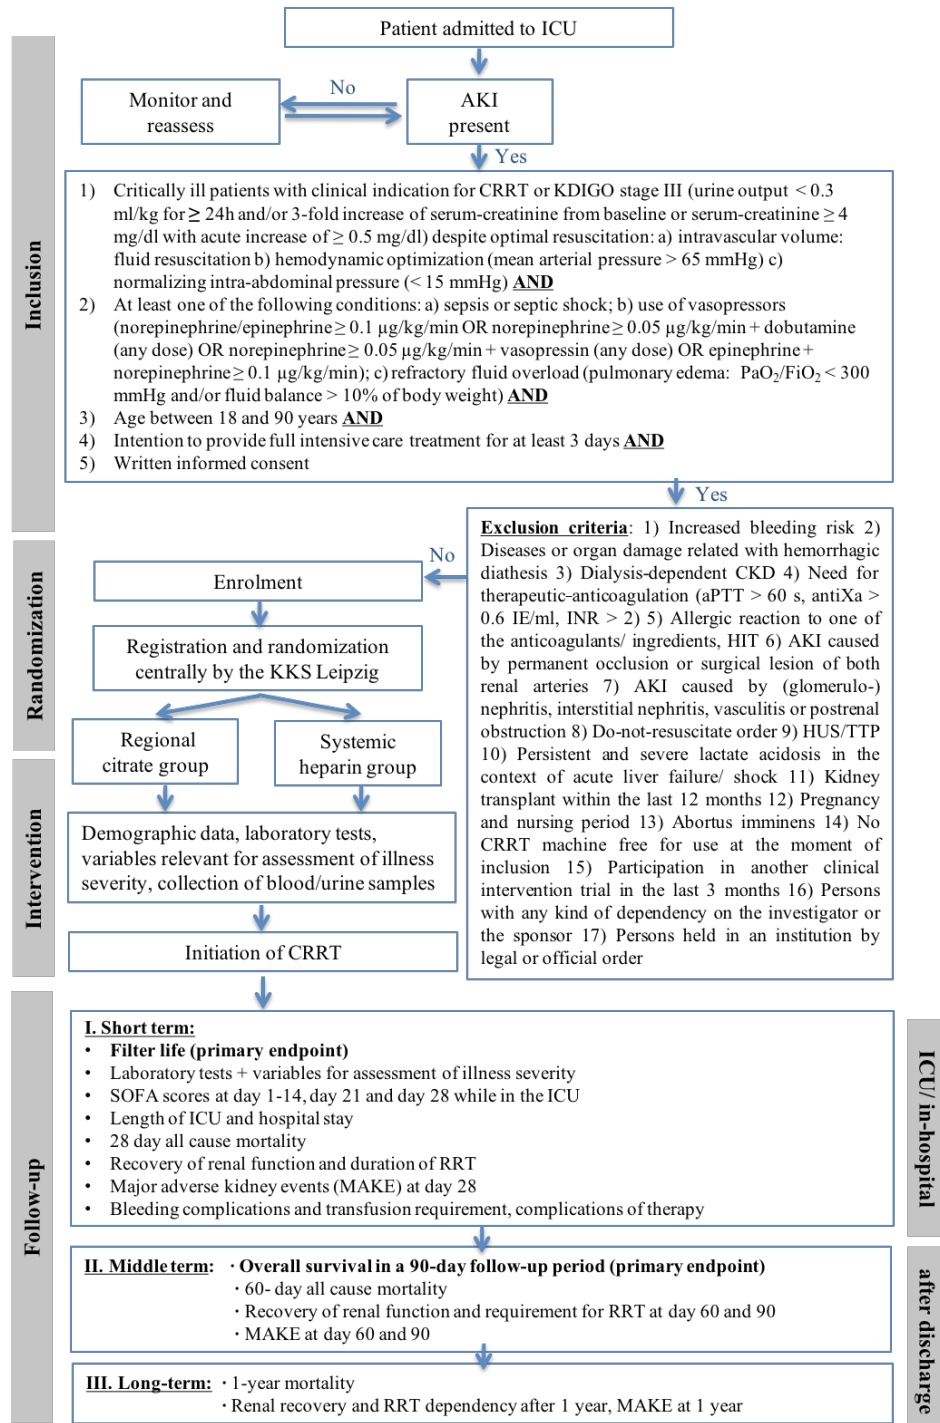 Patient admitted to ICU
No
Monitor and
reassess
AKI
present
Yes
Inclusion
1) Critically ill patients with clinical indication for CRRT or KDIGO stage III (urine output < 0.3
ml/kg for ≥ 24h and/or 3-fold increase of serum-creatinine from baseline or serum-creatinine ≥ 4
mg/dl with acute increase of ≥ 0.5 mg/dl) despite optimal resuscitation: a) intravascular volume:
fluid resuscitation b) hemodynamic optimization (mean arterial pressure > 65 mmHg) c)
normalizing intra-abdominal pressure (< 15 mmHg) AND
2) At least one of the following conditions: a) sepsis or septic shock; b) use of vasopressors
(norepinephrine/epinephrine ≥ 0.1 µg/kg/min OR norepinephrine ≥ 0.05 µg/kg/min + dobutamine
(any dose) OR norepinephrine ≥ 0.05 µg/kg/min + vasopressin (any dose) OR epinephrine +
norepinephrine ≥ 0.1 µg/kg/min); c) refractory fluid overload (pulmonary edema: PaO₂/FiO₂ < 300
mmHg and/or fluid balance > 10% of body weight) AND
3) Age between 18 and 90 years AND
4) Intention to provide full intensive care treatment for at least 3 days AND
5) Written informed consent
Yes
Exclusion criteria: 1) Increased bleeding risk 2)
Diseases or organ damage related with hemorrhagic
diathesis 3) Dialysis-dependent CKD 4) Need for
therapeutic-anticoagulation (aPTT > 60 s, antiXa >
0.6 IE/ml, INR > 2) 5) Allergic reaction to one of
the anticoagulants/ ingredients, HIT 6) AKI caused
by permanent occlusion or surgical lesion of both
renal arteries 7) AKI caused by (glomerulo-)
nephritis, interstitial nephritis, vasculitis or postrenal
obstruction 8) Do-not-resuscitate order 9) HUS/TTP
10) Persistent and severe lactate acidosis in the
context of acute liver failure/ shock 11) Kidney
transplant within the last 12 months 12) Pregnancy
and nursing period 13) Abortus imminens 14) No
CRRT machine free for use at the moment of
inclusion 15) Participation in another clinical
intervention trial in the last 3 months 16) Persons
with any kind of dependency on the investigator or
the sponsor 17) Persons held in an institution by
legal or official order
No
Randomization
Enrolment
Registration and randomization
centrally by the KKS Leipzig
Regional
citrate group
Systemic
heparin group
Intervention
Demographic data, laboratory tests,
variables relevant for assessment of illness
severity, collection of blood/urine samples
Initiation of CRRT
Follow-up
I. Short term:
• Filter life (primary endpoint)
• Laboratory tests + variables for assessment of illness severity
• SOFA scores at day 1-14, day 21 and day 28 while in the ICU
• Length of ICU and hospital stay
• 28 day all cause mortality
• Recovery of renal function and duration of RRT
• Major adverse kidney events (MAKE) at day 28
• Bleeding complications and transfusion requirement, complications of therapy
ICU/ in-hospital
II. Middle term: · Overall survival in a 90-day follow-up period (primary endpoint)
· 60- day all cause mortality
· Recovery of renal function and requirement for RRT at day 60 and 90
· MAKE at day 60 and 90
after discharge
III. Long-term: · 1-year mortality
· Renal recovery and RRT dependency after 1 year, MAKE at 1 year